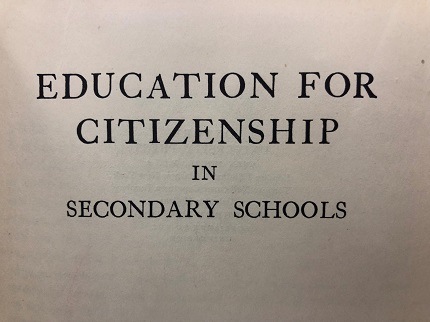 EDUCATION FOR
CITIZENSHIP
IN
SECONDARY SCHOOLS